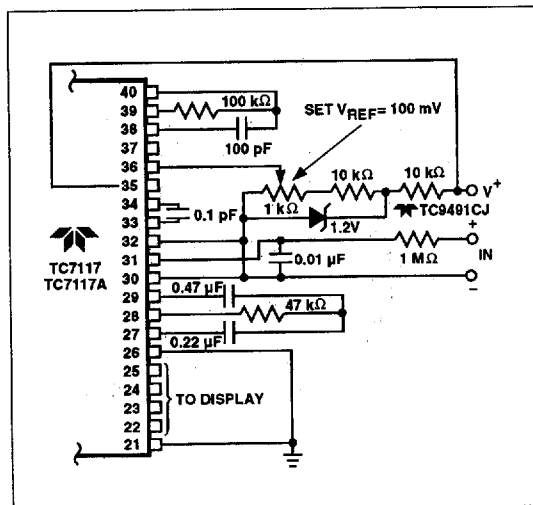 40
39
38
37
36
35
34
33
32
31
30
29
28
27
26
25
24
23
22
21
TC7117
TC7117A
100 kΩ
100 pF
SET VREF = 100 mV
10 kΩ
10 kΩ
V+
1 kΩ
TC9491CJ
1.2V
0.1 pF
+
IN
0.01 µF
1 MΩ
−
0.47 µF
47 kΩ
0.22 µF
TO DISPLAY